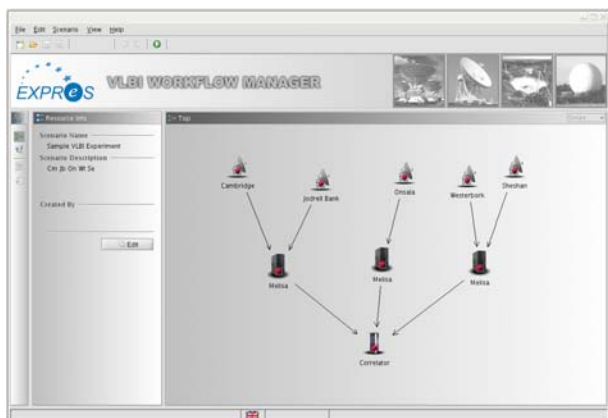 File Edit Scenario View Help
EXPReS
VLBI WORKFLOW MANAGER
Resource Info
Top
Scenario Name
Sample VLBI Experiment
Scenario Description
Cm Jb On Wt Se
Created By
Edit
Cambridge
Jodrell Bank
Onsala
Westerbork
Sheshan
Melisa
Melisa
Melisa
Correlator